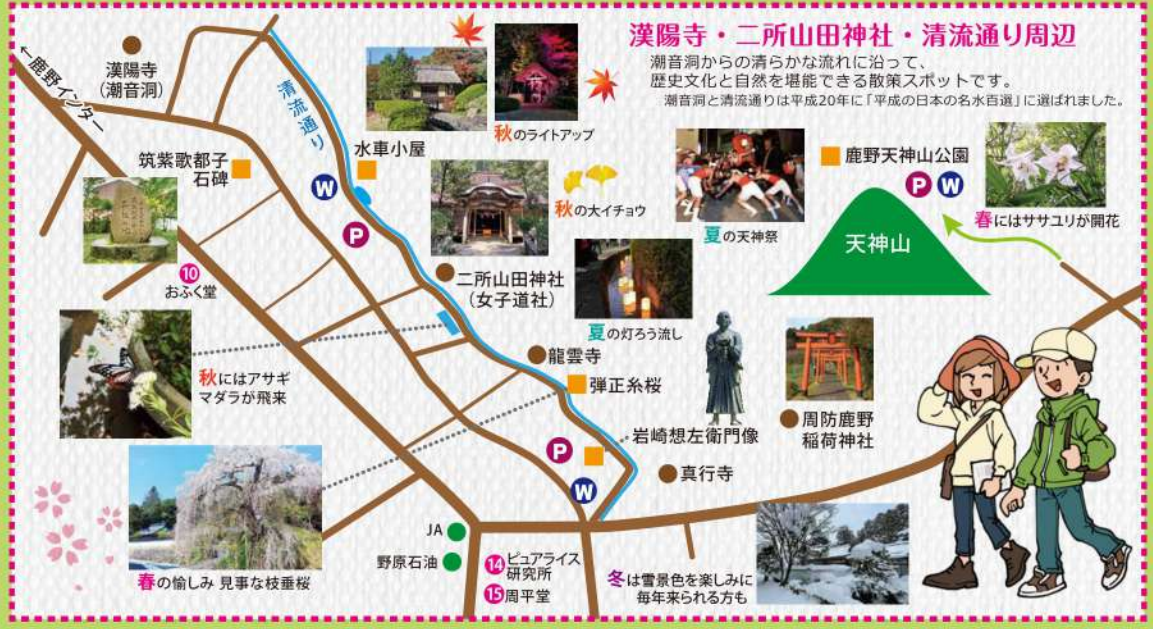 漢陽寺・二所山田神社・清流通り周辺
潮音洞からの清らかな流れに沿って、
歴史文化と自然を堪能できる散策スポットです。
潮音洞と清流通りは平成20年に「平成の日本の名水百選」に選ばれました。
←鹿野インター
漢陽寺
(潮音洞)
清流通り
秋のライトアップ
水車小屋
W
P
筑紫歌都子
石碑
10
おふく堂
秋の大イチョウ
二所山田神社
(女子道社)
夏の天神祭
夏の灯ろう流し
鹿野天神山公園
P W
天神山
春にはササユリが開花
秋にはアサギ
マダラが飛来
龍雲寺
弾正糸桜
岩崎想左衛門像
P
W
真行寺
周防鹿野
稲荷神社
春の愉しみ 見事な枝垂桜
JA
野原石油
14 ピュアライス
研究所
15 周平堂
冬は雪景色を楽しみに
毎年来られる方も